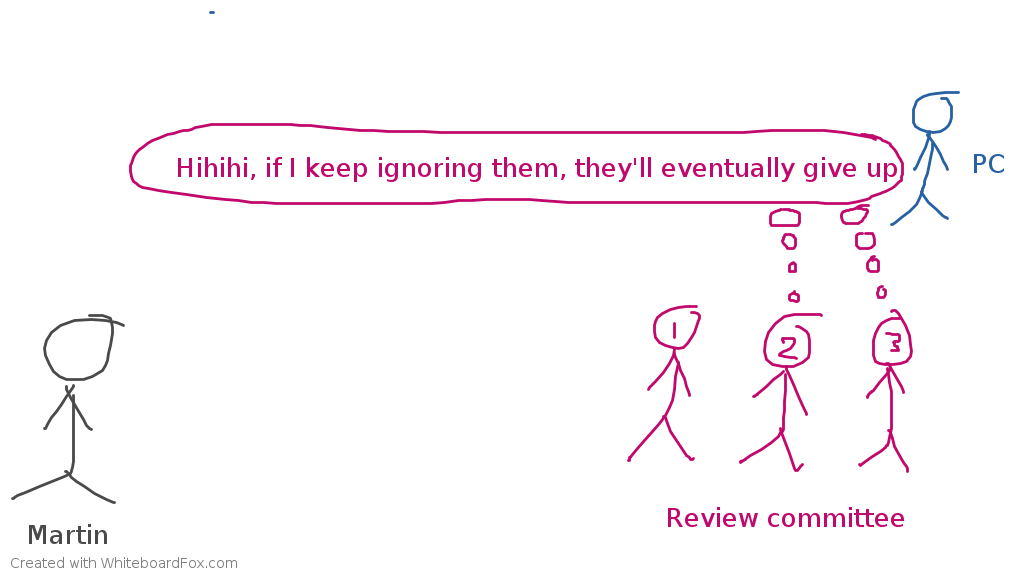 Hihihi, if I keep ignoring them, they'll eventually give up
PC
1
2
3
Review committee
Martin
Created with WhiteboardFox.com